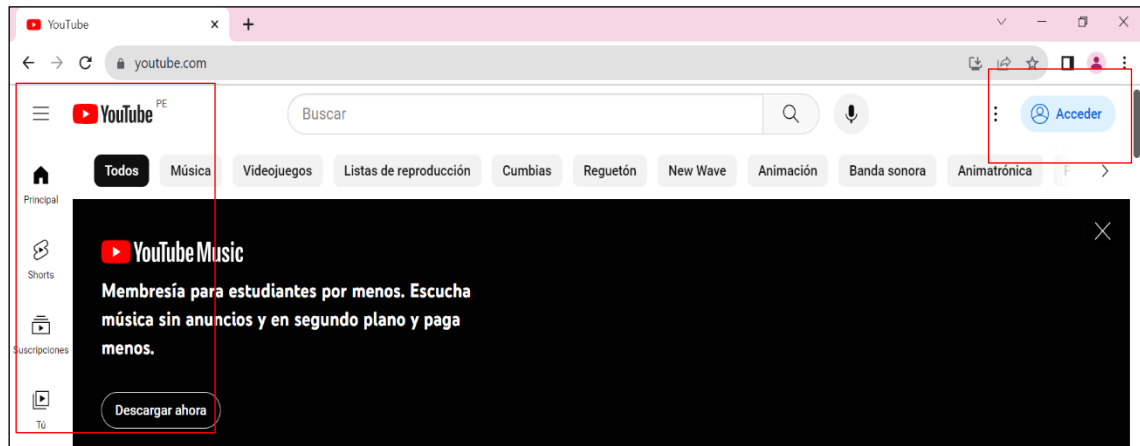 YouTube
youtube.com
YouTube PE
Buscar
Acceder
Todos Música Videojuegos Listas de reproducción Cumbias Reguetón New Wave Animación Banda sonora Animatrónica
Principal
Shorts
Suscripciones
Tú
YouTube Music
Membresía para estudiantes por menos. Escucha
música sin anuncios y en segundo plano y paga
menos.
Descargar ahora